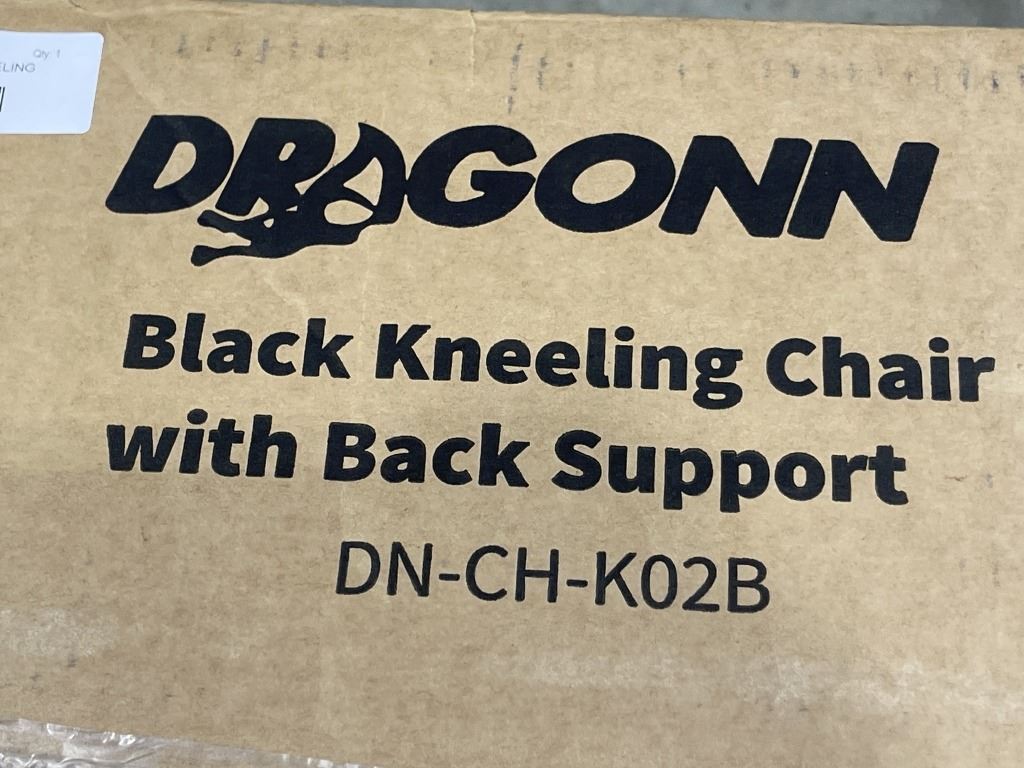 Qty: 1
ELING
DRAGONN
Black Kneeling Chair
with Back Support
DN-CH-K02B